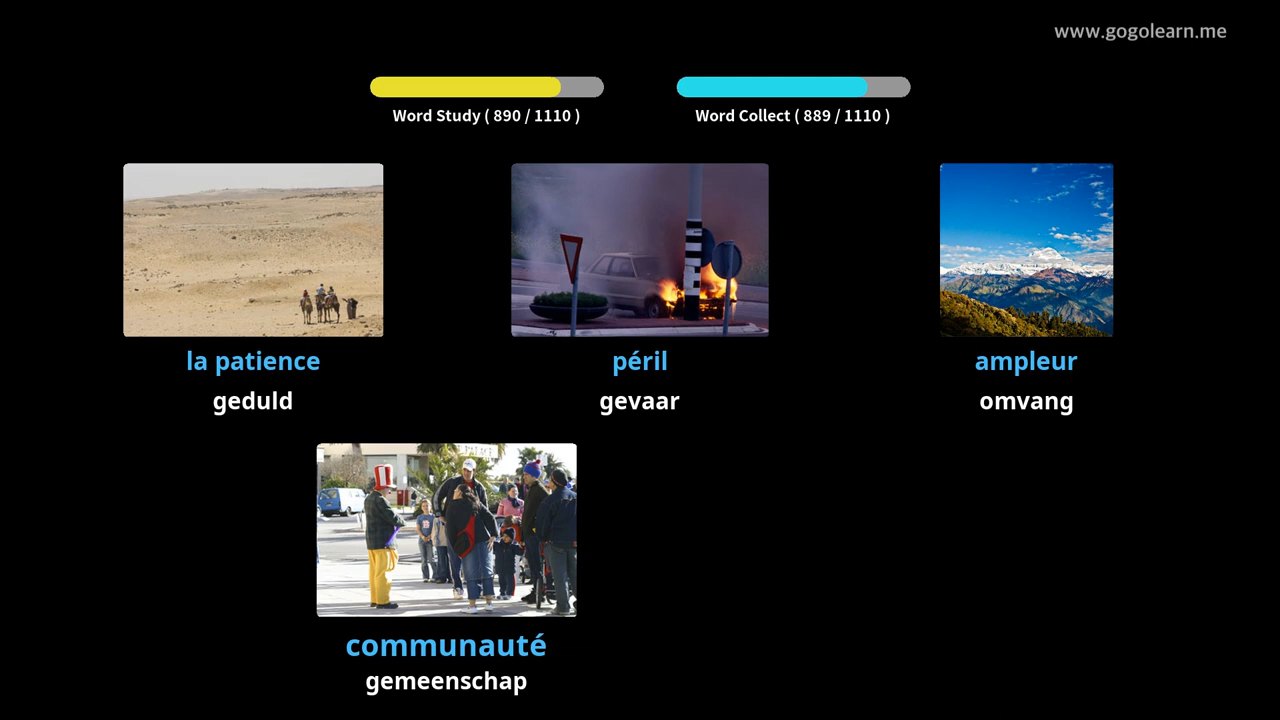 www.gogolearn.me
Word Study ( 890 / 1110 )
Word Collect ( 889 / 1110 )
la patience
péril
ampleur
geduld
gevaar
omvang
communauté
gemeenschap